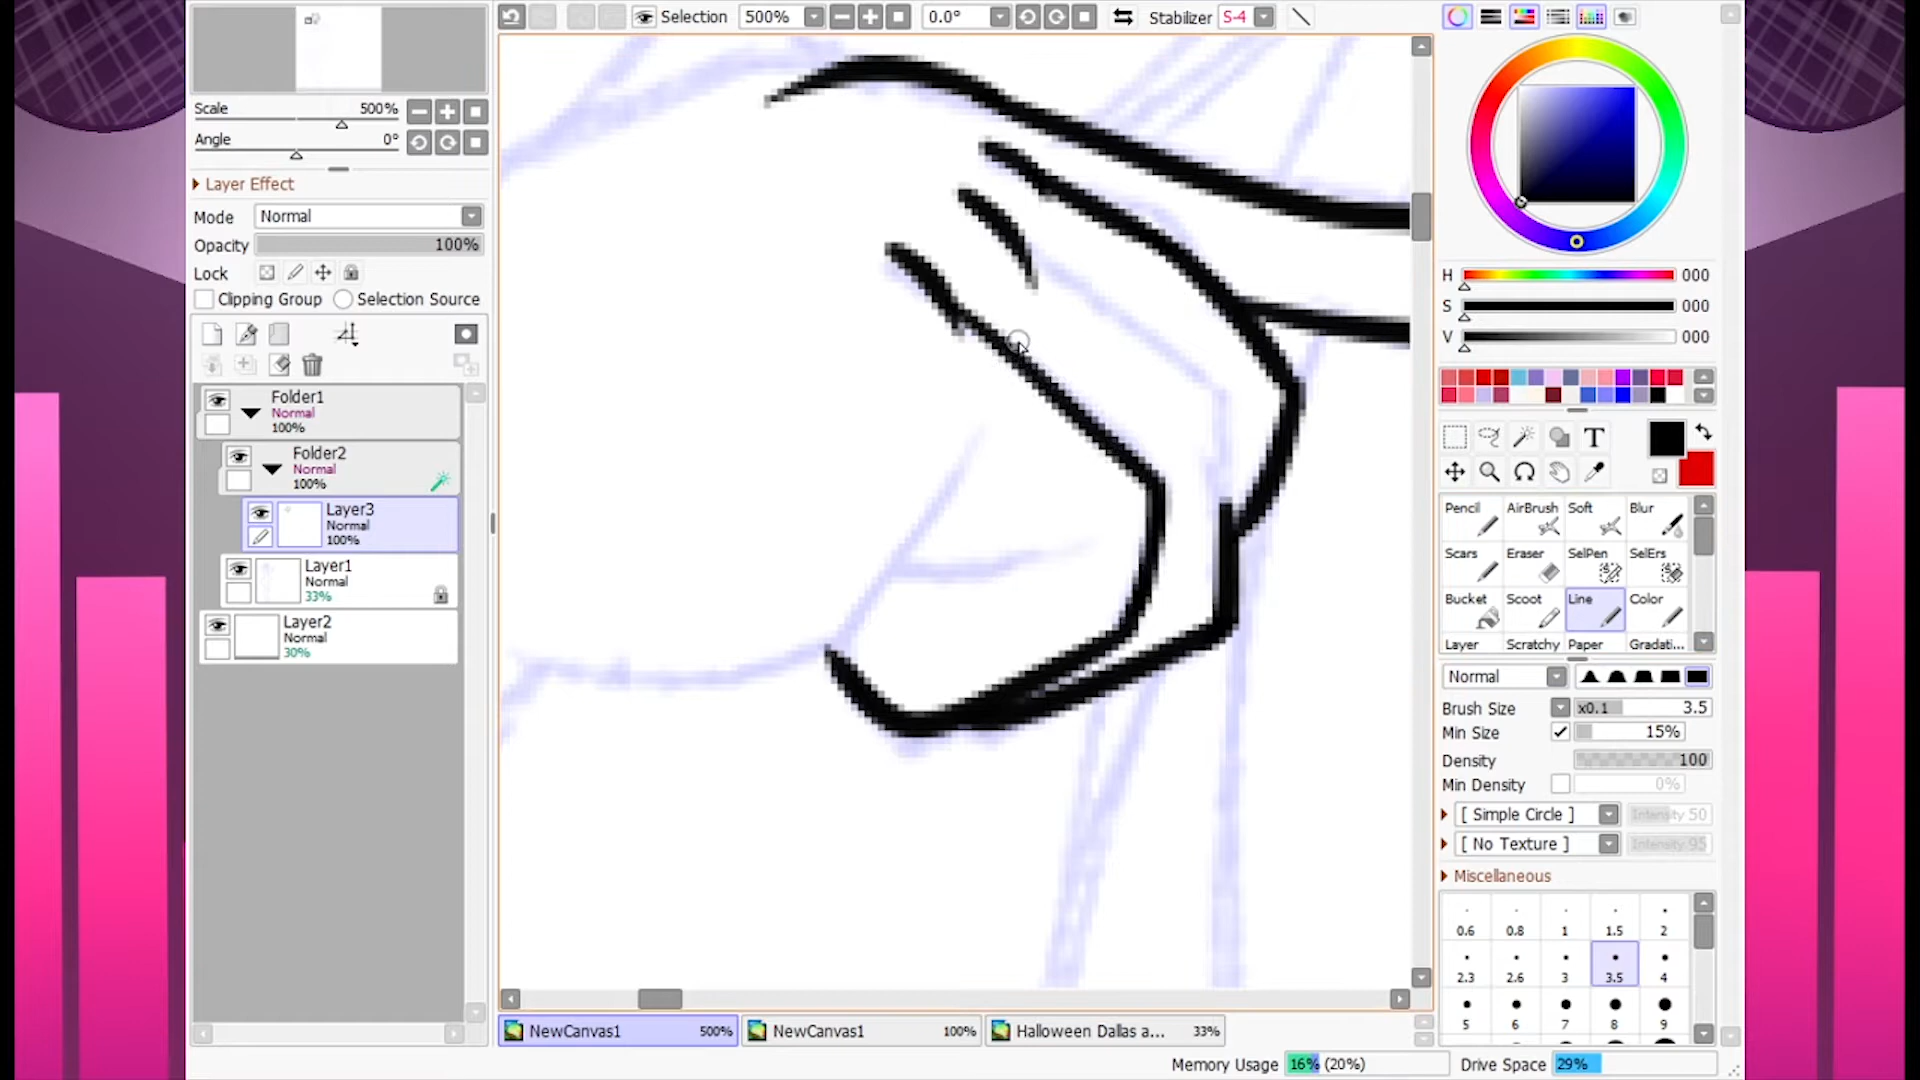 Selection 500% 0.0° Stabilizer S-4
Scale 500%
Angle 0°
Layer Effect
Mode Normal
Opacity 100%
Lock
Clipping Group Selection Source
Folder1
Normal
100%
Folder2
Normal
100%
Layer3
Normal
100%
Layer1
Normal
33%
Layer2
Normal
30%
H 000
S 000
V 000
T
Pencil AirBrush Soft Blur
Scars Eraser SelPen SelErs
Bucket Scoot Line Color
Layer Scratchy Paper Gradati...
Normal
Brush Size x0.1 3.5
Min Size 15%
Density 100
Min Density 0%
[ Simple Circle ] Intensity 50
[ No Texture ] Intensity 95
Miscellaneous
0.6 0.8 1 1.5 2
2.3 2.6 3 3.5 4
5 6 7 8 9
NewCanvas1 500% NewCanvas1 100% Halloween Dallas a... 33%
Memory Usage 16% (20%) Drive Space 29%